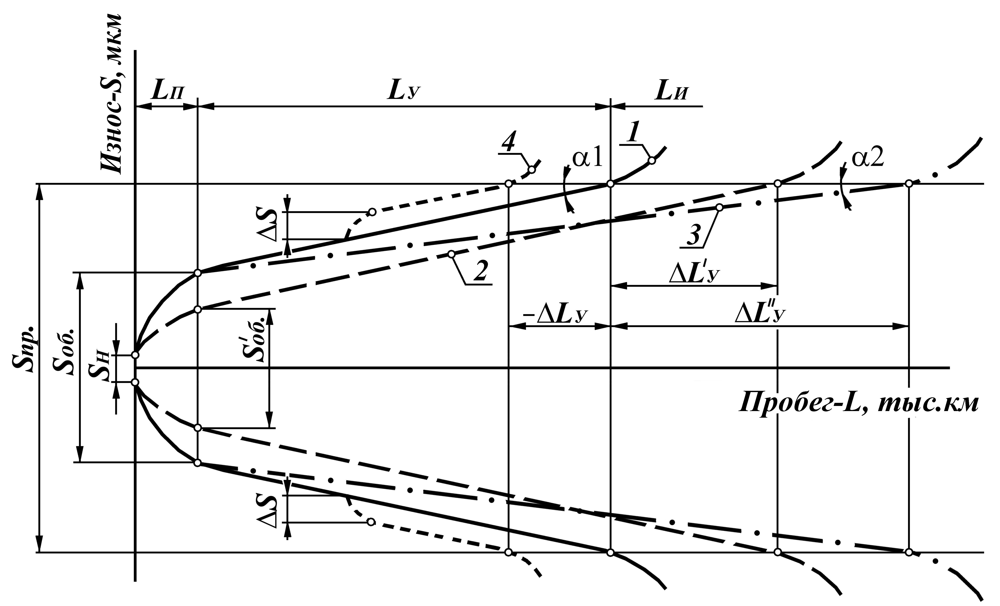 Износ-S, мкм
LП
LУ
LИ
4
1
α1
α2
ΔS
3
2
ΔL'У
-ΔLУ
ΔL''У
Sпр.
Sоб.
SН
S'об.
Пробег-L, тыс.км
ΔS